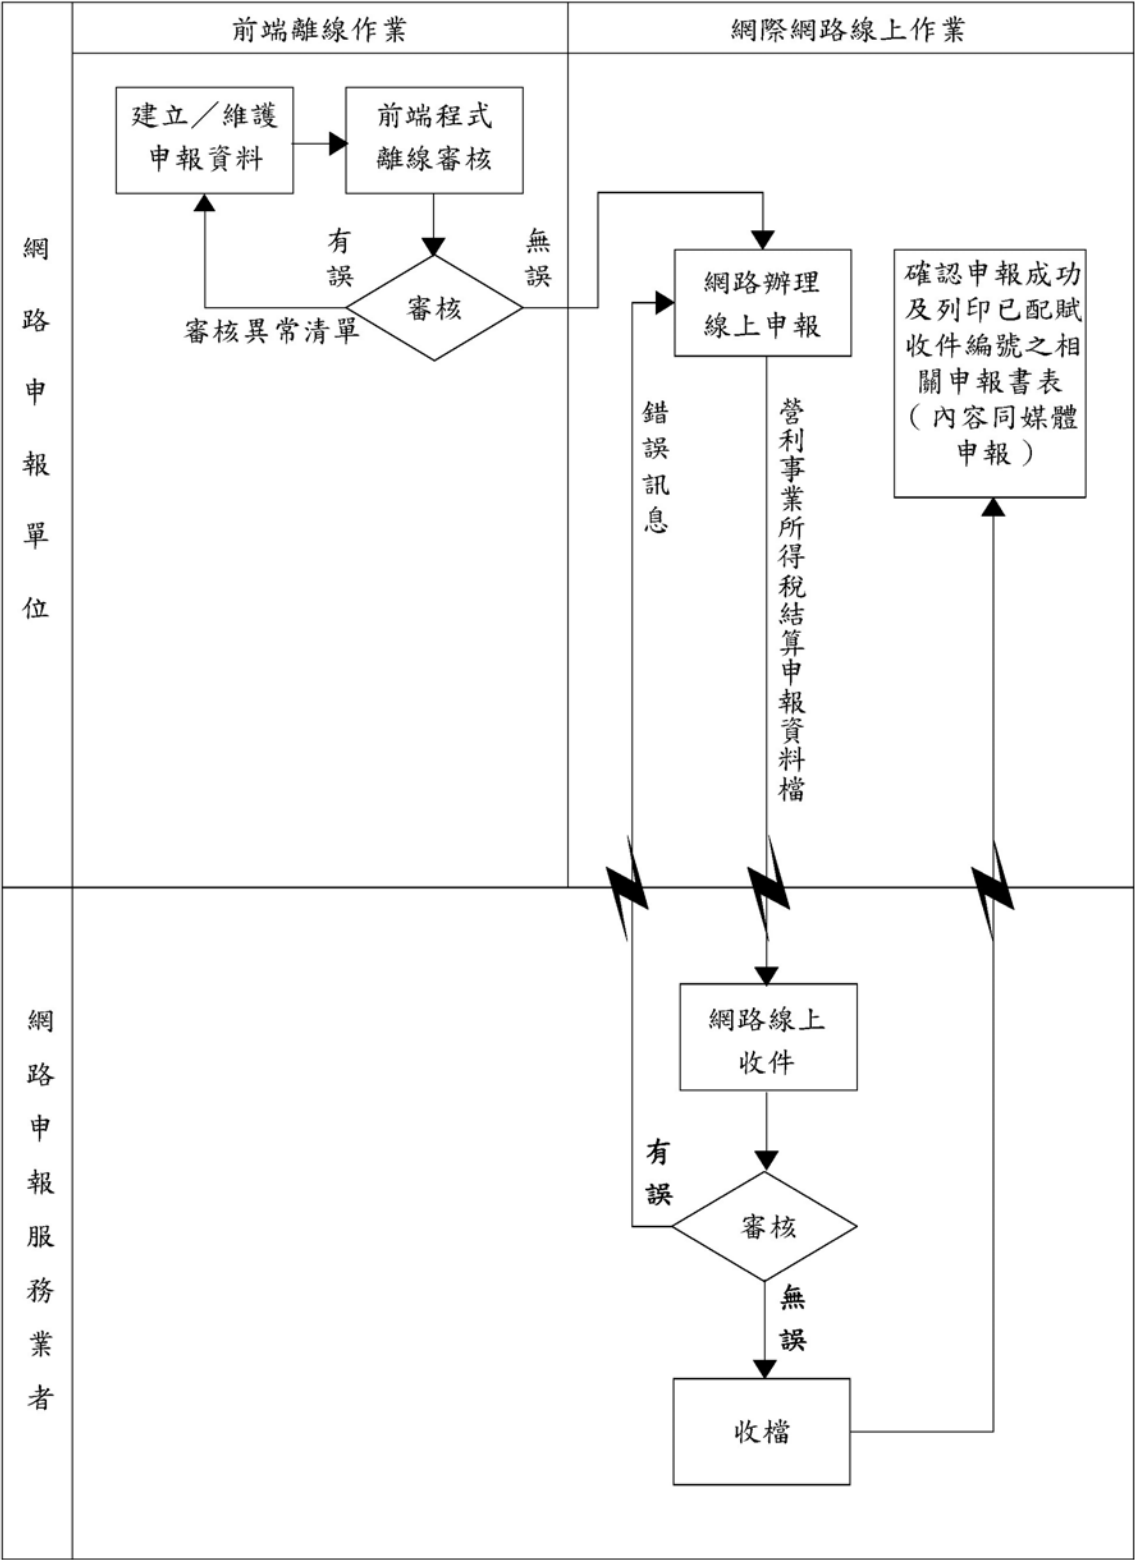 前端離線作業
網際網路線上作業
網路申報單位
建立／維護
申報資料
前端程式
離線審核
有誤
無誤
審核
審核異常清單
網路辦理
線上申報
確認申報成功
及列印已配賦
收件編號之相
關申報書表
（內容同媒體
申報）
錯誤訊息
營利事業所得稅結算申報資料檔
網路申報服務業者
網路線上
收件
有誤
審核
無誤
收檔